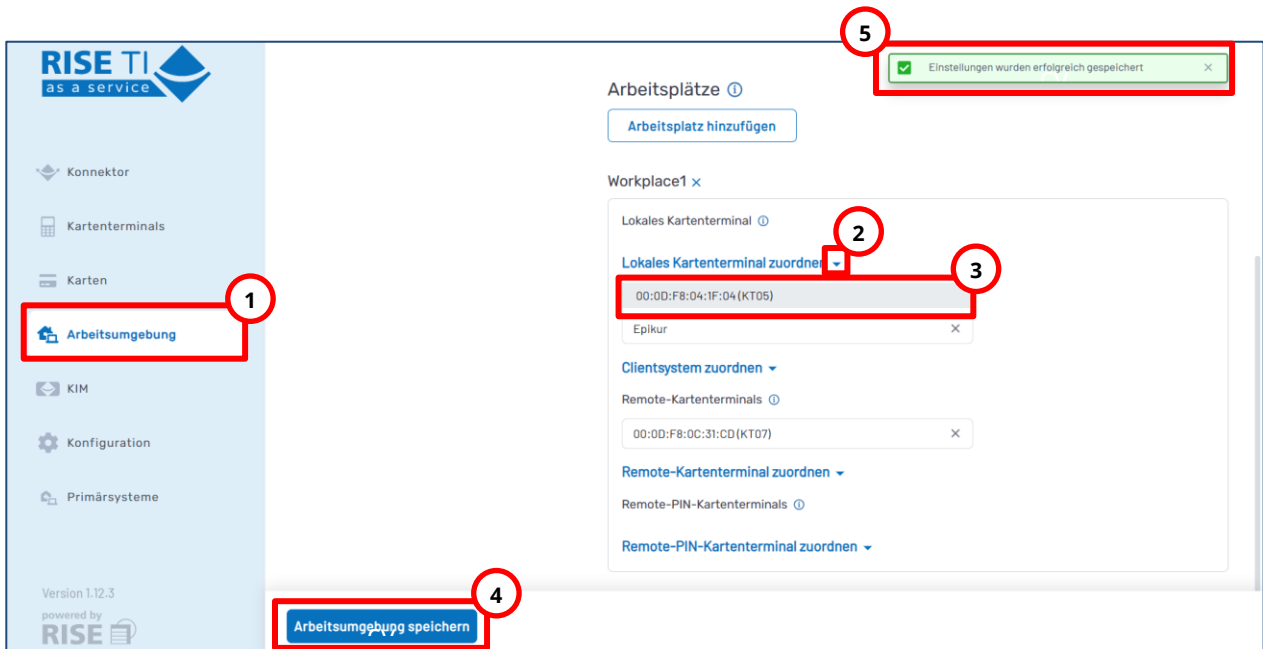 5
RISE TI
as a service
Einstellungen wurden erfolgreich gespeichert
Arbeitsplätze
Arbeitsplatz hinzufügen
Konnektor
Workplace1
Kartenterminals
Lokales Kartenterminal
2
Lokales Kartenterminal zuordnen
3
Karten
00:0D:F8:04:1F:04(KT05)
1
Arbeitsumgebung
Epikur
Clientsystem zuordnen
KIM
Remote-Kartenterminals
Konfiguration
00:0D:F8:0C:31:CD(KT07)
Remote-Kartenterminal zuordnen
Primärsysteme
Remote-PIN-Kartenterminals
Remote-PIN-Kartenterminal zuordnen
Version 1.12.3
4
powered by
RISE
Arbeitsumgebung speichern